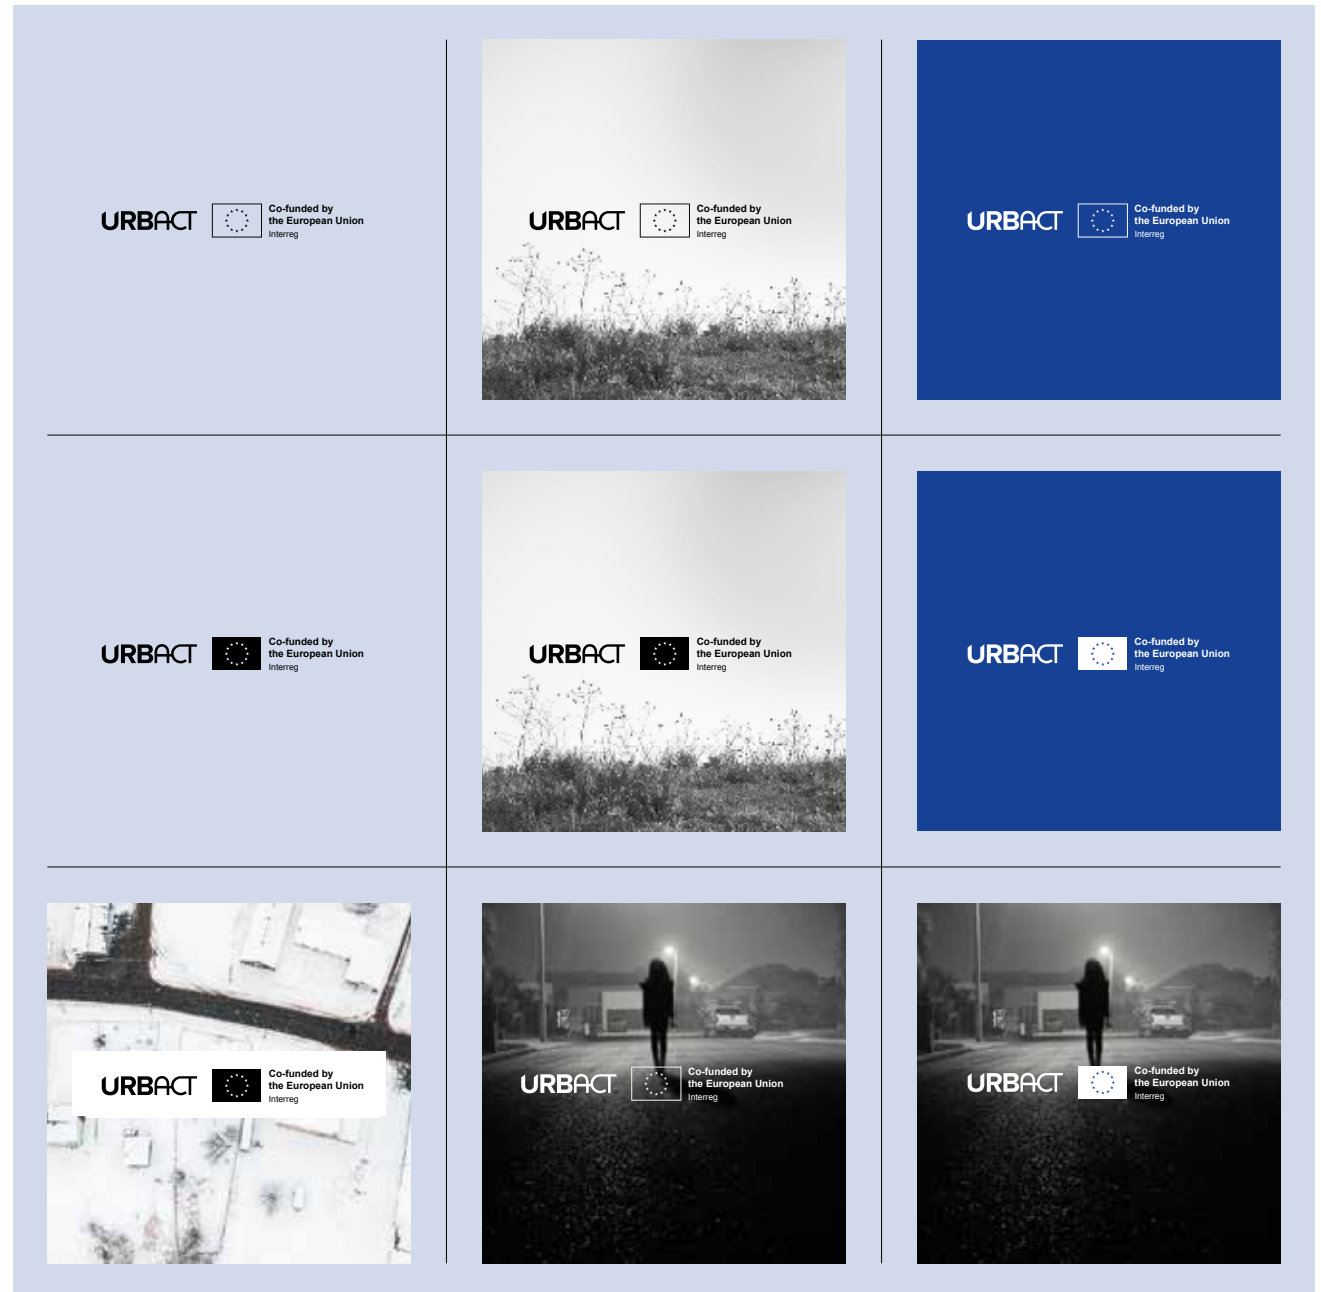 URBACT
Co-funded by
the European Union
Interreg
URBACT
Co-funded by
the European Union
Interreg
URBACT
Co-funded by
the European Union
Interreg
URBACT
Co-funded by
the European Union
Interreg
URBACT
Co-funded by
the European Union
Interreg
URBACT
Co-funded by
the European Union
Interreg
URBACT
Co-funded by
the European Union
Interreg
URBACT
Co-funded by
the European Union
Interreg
URBACT
Co-funded by
the European Union
Interreg